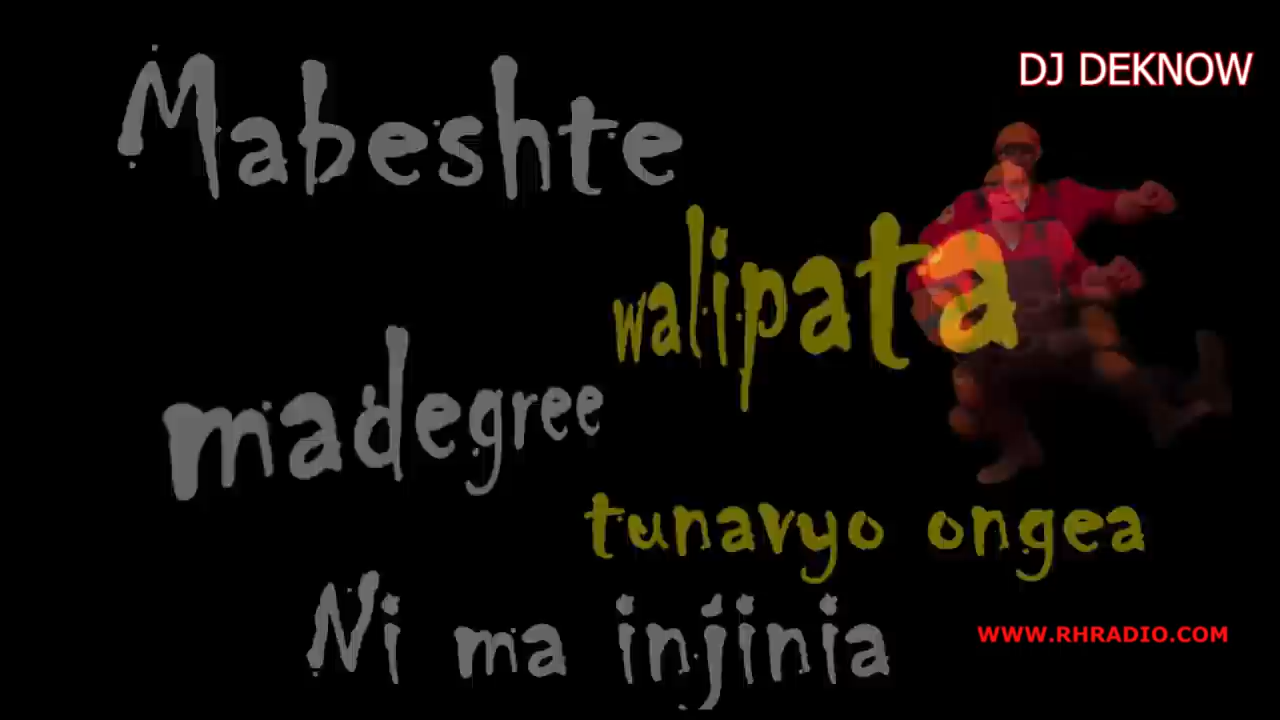 DJ DEKNOW
Mabeshte
walipata
madegree
tunavyo ongea
Ni ma injinia
WWW.RHRADIO.COM